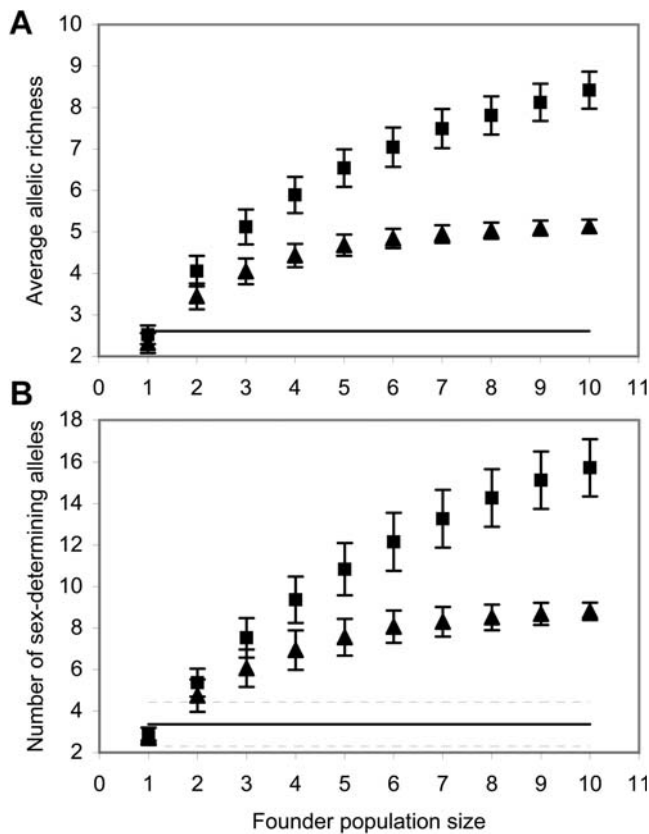 A
Average allelic richness
10
9
8
7
6
5
4
3
2
0 1 2 3 4 5 6 7 8 9 10 11
B
Number of sex-determining alleles
18
16
14
12
10
8
6
4
2
0 1 2 3 4 5 6 7 8 9 10 11
Founder population size